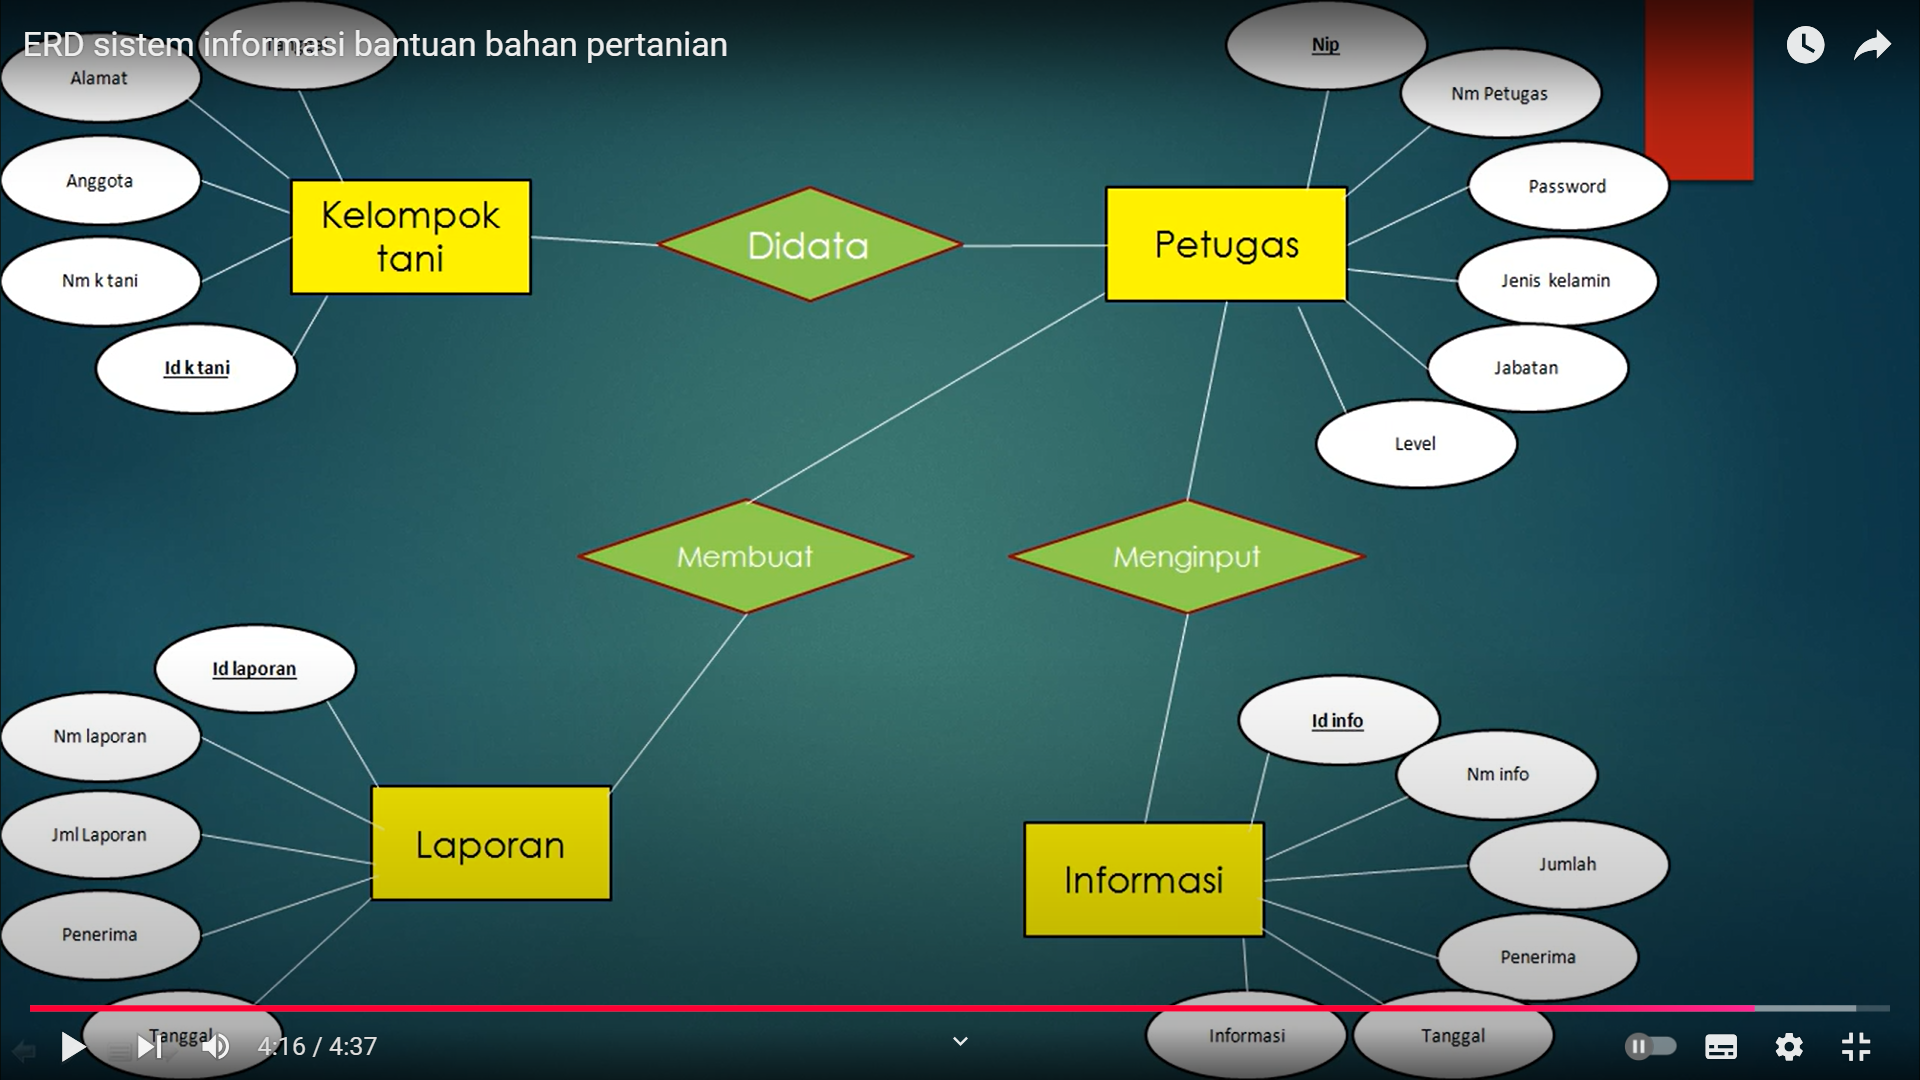 ERD sistem informasi bantuan bahan pertanian
Alamat
Anggota
Nm k tani
Id k tani
Kelompok
tani
Didata
Petugas
Nip
Nm Petugas
Password
Jenis kelamin
Jabatan
Level
Membuat
Menginput
Id laporan
Nm laporan
Jml Laporan
Penerima
Tanggal
Laporan
Informasi
Id info
Nm info
Jumlah
Penerima
Tanggal
Informasi
4:16 / 4:37